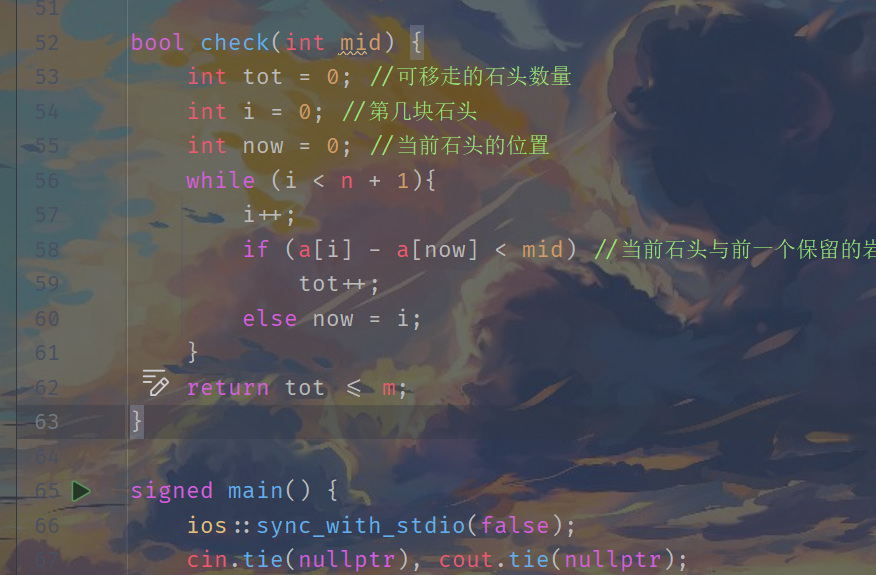 51
52 bool check(int mid) {
53 int tot = 0; //可移走的石头数量
54 int i = 0; //第几块石头
55 int now = 0; //当前石头的位置
56 while (i < n + 1){
57 i++;
58 if (a[i] - a[now] < mid) //当前石头与前一个保留的岩
59 tot++;
60 else now = i;
61 }
62 return tot <= m;
63 }
64
65 signed main() {
66 ios::sync_with_stdio(false);
67 cin.tie(nullptr), cout.tie(nullptr);